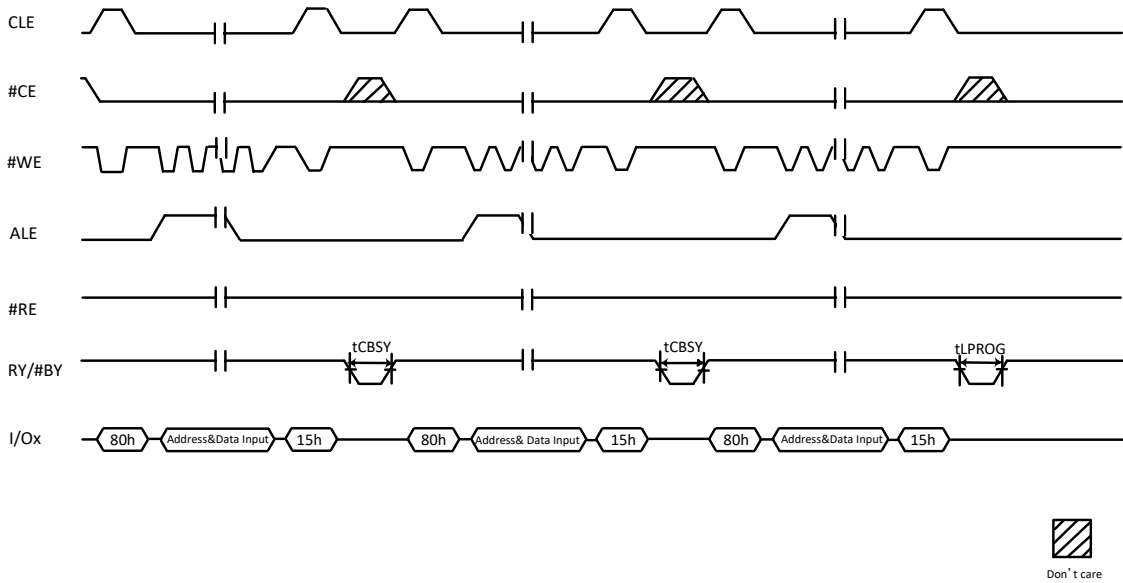 CLE
#CE
#WE
ALE
#RE
RY/#BY
tCBSY
tCBSY
tLPROG
I/Ox
80h
Address&Data Input
15h
80h
Address& Data Input
15h
80h
Address&Data Input
15h
Don't care